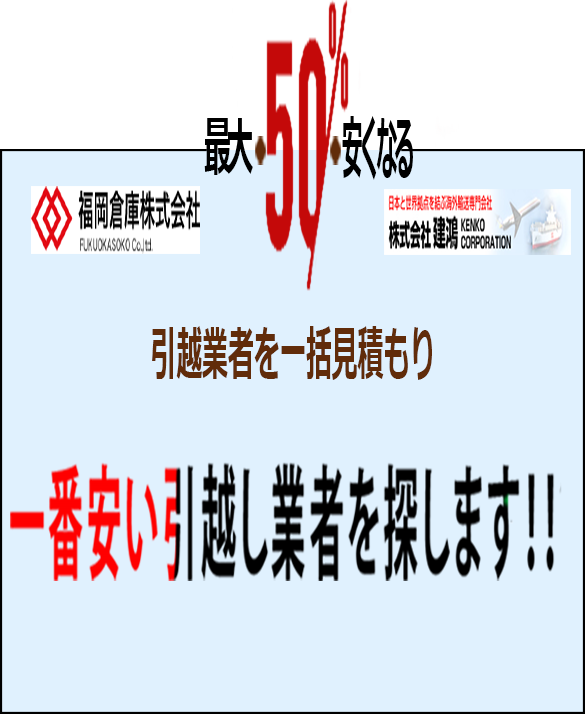 最大50%安くなる
福岡倉庫株式会社
FUKUOKASOKO Co.,ltd.
日本と世界拠点を結ぶ海外輸送専門会社
株式会社 建鴻 KENKO CORPORATION
引越業者を一括見積もり
一番安い引越し業者を探します!!